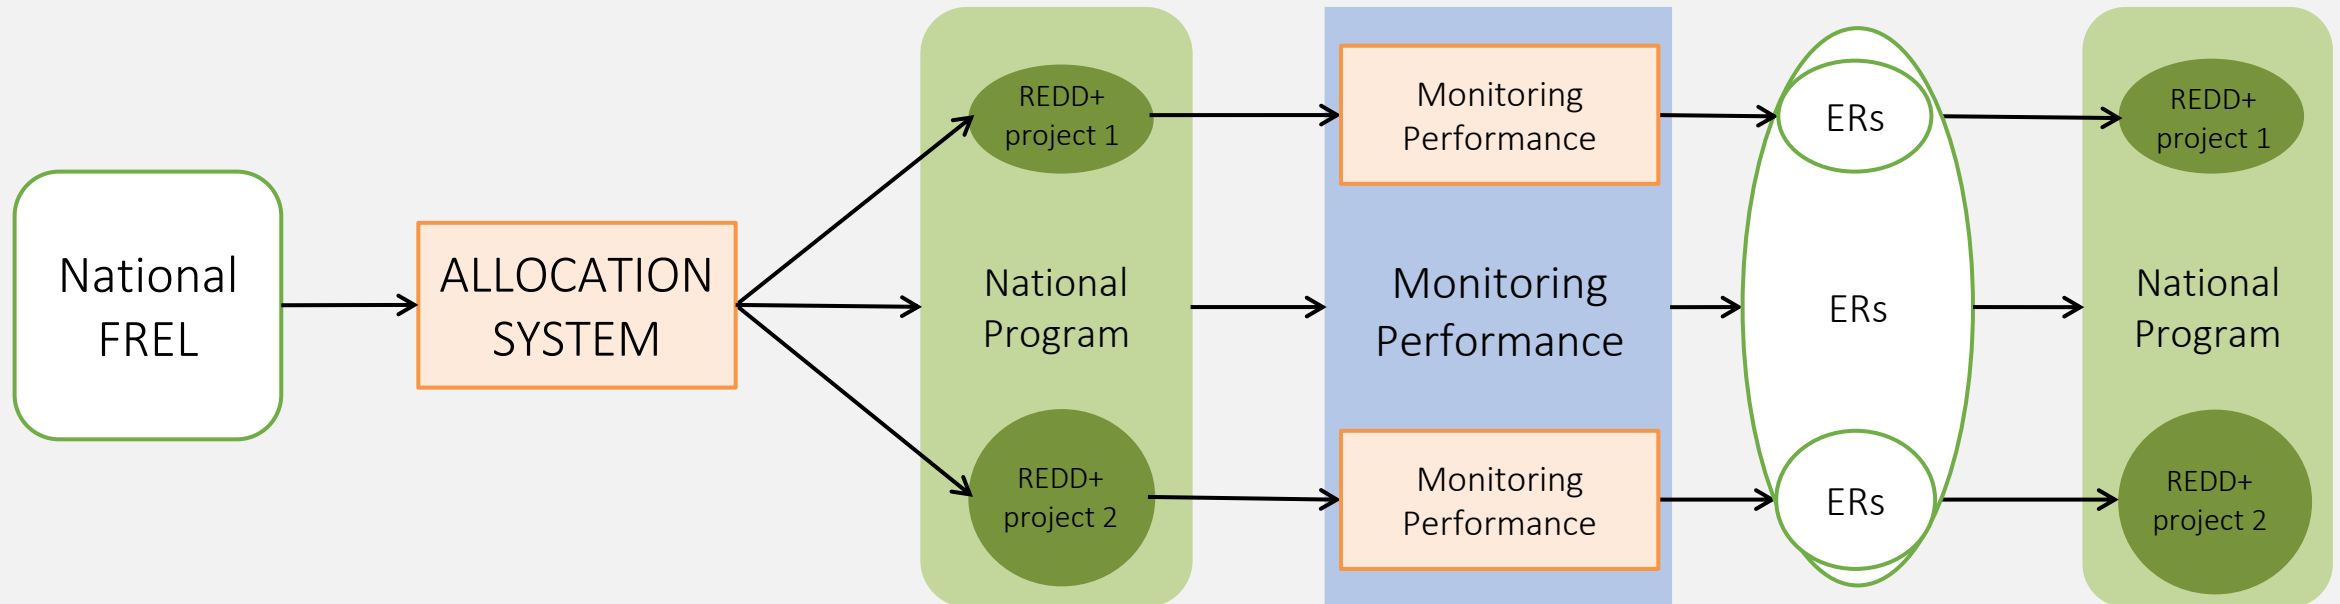 National
FREL
ALLOCATION
SYSTEM
REDD+
project 1
National
Program
REDD+
project 2
Monitoring
Performance
Monitoring
Performance
Monitoring
Performance
ERs
ERs
ERs
REDD+
project 1
National
Program
REDD+
project 2